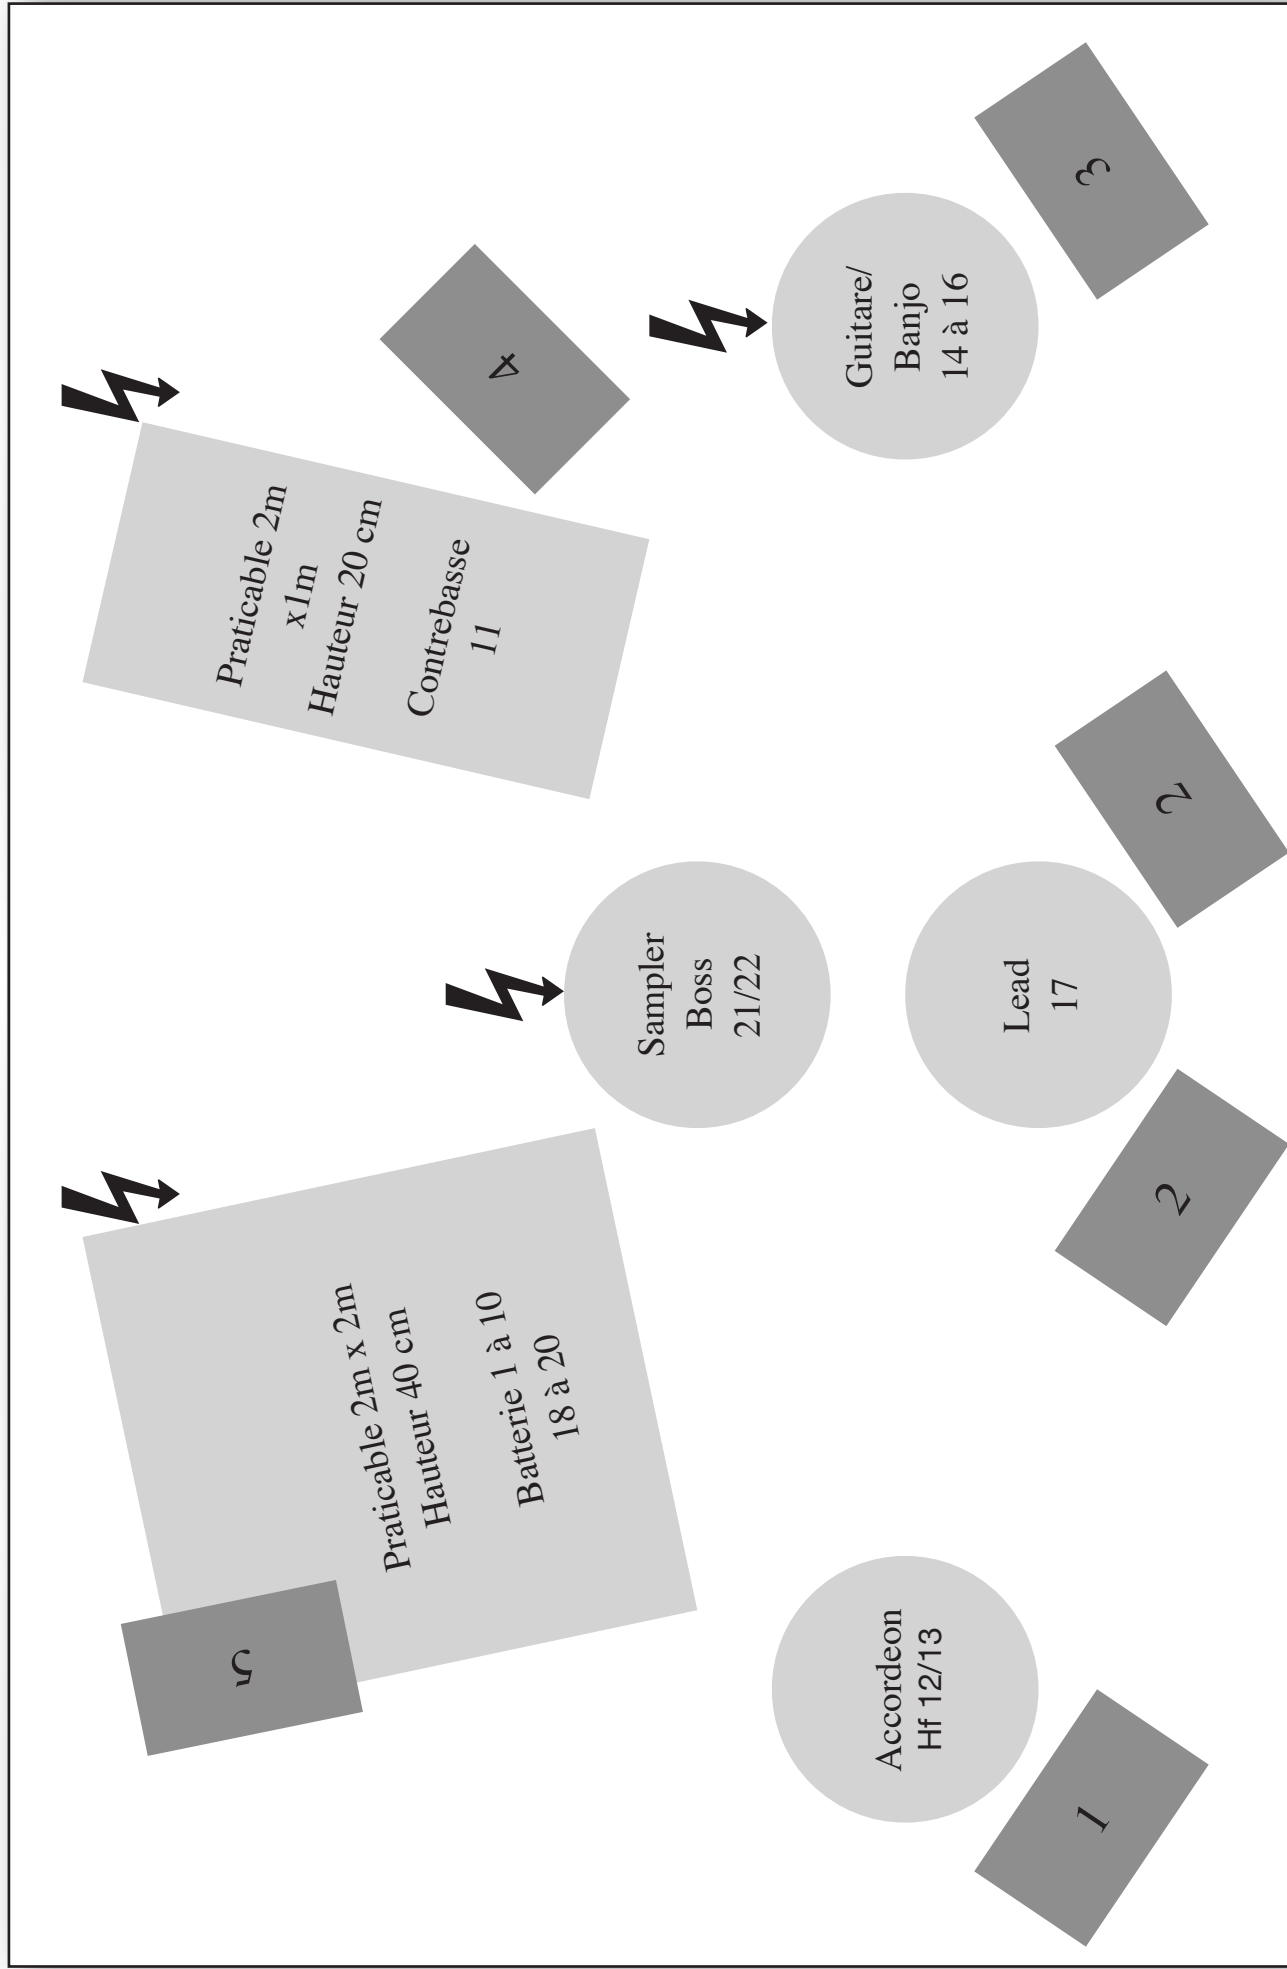 5
Praticable 2m x 2m
Hauteur 40 cm
Batterie 1 à 10
18 à 20
Praticable 2m
x1m
Hauteur 20 cm
Contrebasse
11
4
Sampler
Boss
21/22
Accordeon
Hf 12/13
Lead
17
Guitare/
Banjo
14 à 16
1
2
2
3